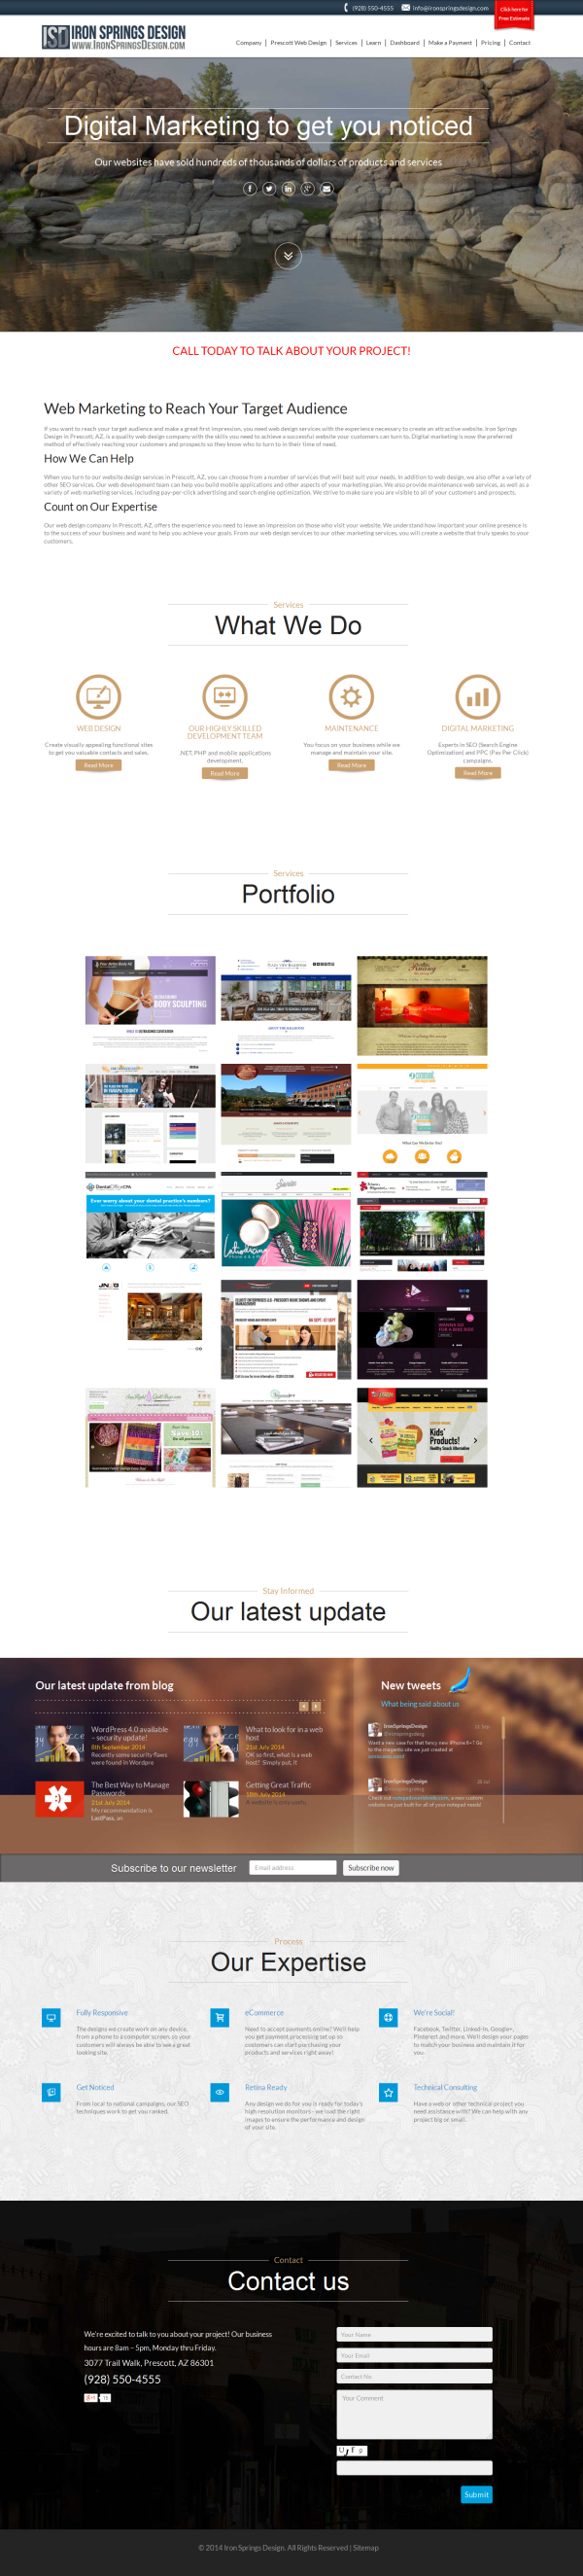 (928) 550-4555 info@ironspringsdesign.com
Click here for
Free Estimate
ISD IRON SPRINGS DESIGN
WWW.IRONSPRINGSDESIGN.COM
Company | Prescott Web Design | Services | Learn | Dashboard | Make a Payment | Pricing | Contact
Digital Marketing to get you noticed
Our websites have sold hundreds of thousands of dollars of products and services
CALL TODAY TO TALK ABOUT YOUR PROJECT!
Web Marketing to Reach Your Target Audience
If you want to reach your target audience and make a great first impression, you need web design services with the experience necessary to create an attractive website. Iron Springs
Design in Prescott, AZ, is a quality web design company with the skills you need to achieve a successful website your customers can turn to. Digital marketing is now the preferred
method of effectively reaching your customers and prospects so they know who to turn to in their time of need.
How We Can Help
When you turn to our website design services in Prescott, AZ, you can choose from a number of services that will best suit your needs. In addition to web design, we also offer a variety of
other SEO services. Our web development team can help you build mobile applications and other aspects of your marketing plan. We also provide maintenance web services, as well as a
variety of web marketing services, including pay-per-click advertising and search engine optimization. We strive to make sure you are visible to all of your customers and prospects.
Count on Our Expertise
Our web design company in Prescott, AZ, offers the experience you need to leave an impression on those who visit your website. We understand how important your online presence is
to the success of your business and want to help you achieve your goals. From our web design services to our other marketing services, you will create a website that truly speaks to your
customers.
Services
What We Do
WEB DESIGN
Create visually appealing functional sites
to get you valuable contacts and sales.
Read More
OUR HIGHLY SKILLED
DEVELOPMENT TEAM
.NET, PHP and mobile applications
development.
Read More
MAINTENANCE
You focus on your business while we
manage and maintain your site.
Read More
DIGITAL MARKETING
Experts in SEO (Search Engine
Optimization) and PPC (Pay Per Click)
campaigns.
Read More
Services
Portfolio
BODY SCULPTING
DentalOfficeCPA
Ever worry about your dental practice's numbers?
Kids'
Products!
Healthy Snack Alternative
Stay Informed
Our latest update
Our latest update from blog
WordPress 4.0 available
– security update!
8th September 2014
Recently some security flaws
were found in Wordpre
What to look for in a web
host
21st July 2014
OK so first, what is a web
host? Simply put, it
The Best Way to Manage
Passwords
21st July 2014
My recommendation is
LastPass, an
Getting Great Traffic
18th July 2014
A website is only useful
New tweets
What being said about us
IronSpringsDesign
@ironspringsdsg
Want a new case for that fancy new iPhone 6+? Go
to the magento site we just created at
IronSpringsDesign
@ironspringsdsg
Check out notepadsworldwide.com, a new custom
website we just built for all of your notepad needs!
Subscribe to our newsletter
Email address
Subscribe now
Process
Our Expertise
Fully Responsive
The designs we create work on any device,
from a phone to a computer screen, so your
customers will always be able to see a great
looking site.
eCommerce
Need to accept payments online? We'll help
you get payment processing set up so
customers can start purchasing your
products and services right away!
We're Social!
Facebook, Twitter, Linked-In, Google+,
Pinterest and more. We'll design your pages
to match your business and maintain it for
you.
Get Noticed
From local to national campaigns, our SEO
techniques work to get you ranked.
Retina Ready
Any design we do for you is ready for today's
high resolution monitors - we load the right
images to ensure the performance and design
of your site.
Technical Consulting
Have a web or other technical project you
need assistance with? We can help with any
project big or small.
Contact
Contact us
We're excited to talk to you about your project! Our business
hours are 8am – 5pm, Monday thru Friday.
3077 Trail Walk, Prescott, AZ 86301
(928) 550-4555
Your Name
Your Email
Contact No
Your Comment
Submit
© 2014 Iron Springs Design. All Rights Reserved | Sitemap